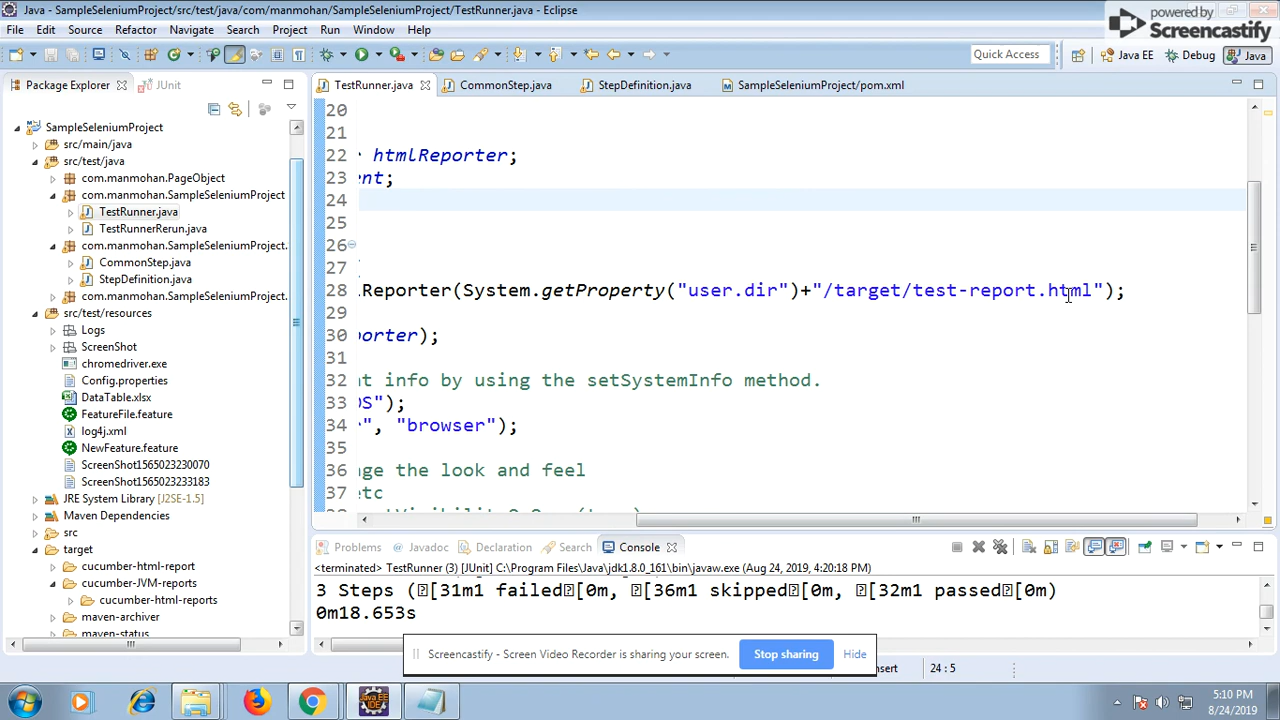 Java - SampleSeleniumProject/src/test/java/com/manmohan/SampleSeleniumProject/TestRunner.java - Eclipse
powered by
Screencastify
File Edit Source Refactor Navigate Search Project Run Window Help
Quick Access
Java EE
Debug
Java
Package Explorer
JUnit
TestRunner.java
CommonStep.java
StepDefinition.java
SampleSeleniumProject/pom.xml
SampleSeleniumProject
src/main/java
src/test/java
com.manmohan.PageObject
com.manmohan.SampleSeleniumProject
TestRunner.java
TestRunnerRerun.java
com.manmohan.SampleSeleniumProject.
CommonStep.java
StepDefinition.java
com.manmohan.SampleSeleniumProject.
src/test/resources
Logs
ScreenShot
chromedriver.exe
Config.properties
DataTable.xlsx
FeatureFile.feature
log4j.xml
NewFeature.feature
ScreenShot1565023230070
ScreenShot1565023233183
JRE System Library [J2SE-1.5]
Maven Dependencies
src
target
cucumber-html-report
cucumber-JVM-reports
cucumber-html-reports
maven-archiver
maven-status
20
21
22 htmlReporter;
23 ent;
24
25
26
27
28 lReporter(System.getProperty("user.dir")+"/target/test-report.html");
29
30 porter);
31
32 nt info by using the setSystemInfo method.
33 OS");
34 r", "browser");
35
36 nge the look and feel
37 etc
Problems
Javadoc
Declaration
Search
Console
<terminated> TestRunner (3) [JUnit] C:\Program Files\Java\jdk1.8.0_161\bin\javaw.exe (Aug 24, 2019, 4:20:18 PM)
3 Steps ([31m1 failed[0m, [36m1 skipped[0m, [32m1 passed[0m)
0m18.653s
Screencastify - Screen Video Recorder is sharing your screen.
Stop sharing
Hide
nsert
24 : 5
5:10 PM
8/24/2019